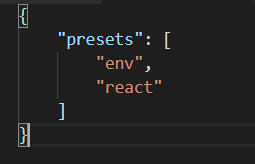 {
    "presets": [
        "env",
        "react"
    ]
}